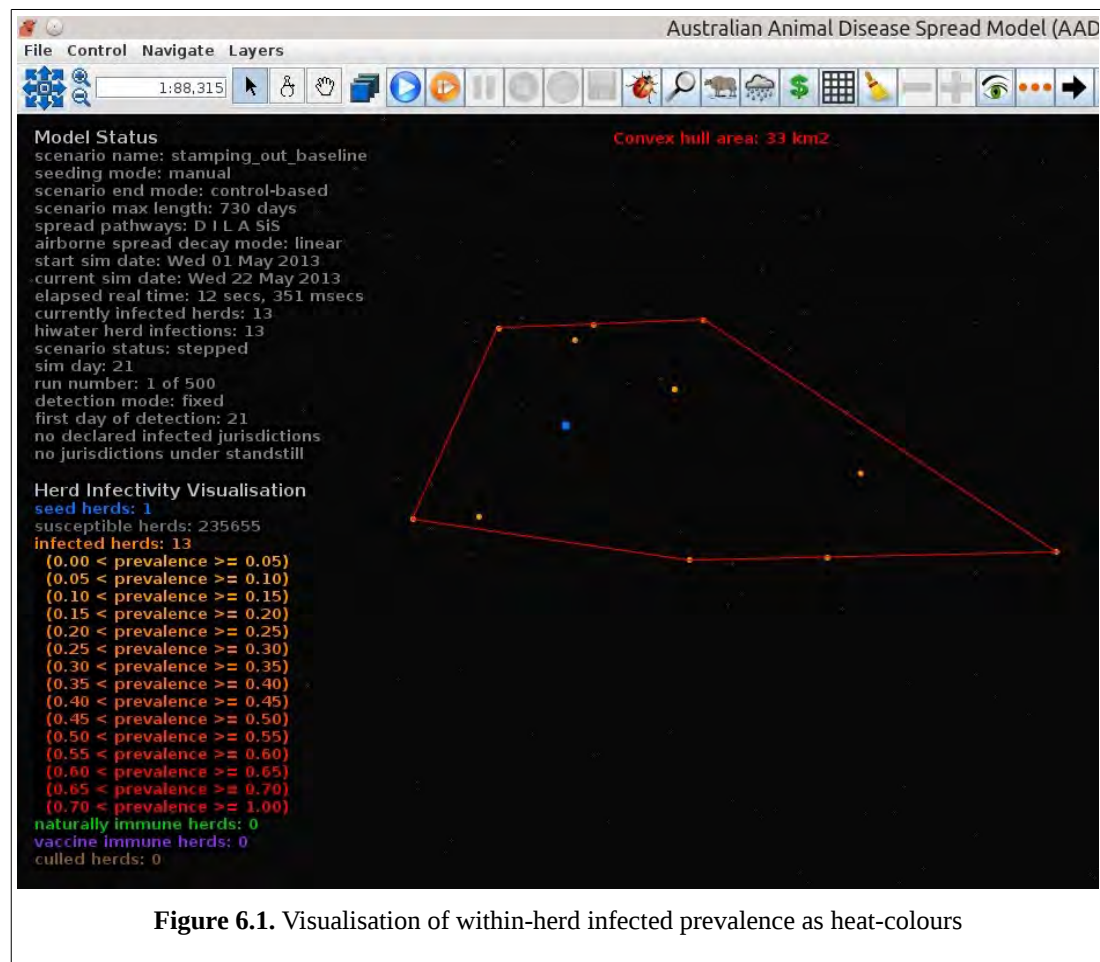 Australian Animal Disease Spread Model (AAD
File Control Navigate Layers
1:88,315
Model Status
scenario name: stamping_out_baseline
seeding mode: manual
scenario end mode: control-based
scenario max length: 730 days
spread pathways: D I L A SiS
airborne spread decay mode: linear
start sim date: Wed 01 May 2013
current sim date: Wed 22 May 2013
elapsed real time: 12 secs, 351 msecs
currently infected herds: 13
hiwater herd infections: 13
scenario status: stepped
sim day: 21
run number: 1 of 500
detection mode: fixed
first day of detection: 21
no declared infected jurisdictions
no jurisdictions under standstill
Convex hull area: 33 km2
Herd Infectivity Visualisation
seed herds: 1
susceptible herds: 235655
infected herds: 13
(0.00 < prevalence >= 0.05)
(0.05 < prevalence >= 0.10)
(0.10 < prevalence >= 0.15)
(0.15 < prevalence >= 0.20)
(0.20 < prevalence >= 0.25)
(0.25 < prevalence >= 0.30)
(0.30 < prevalence >= 0.35)
(0.35 < prevalence >= 0.40)
(0.40 < prevalence >= 0.45)
(0.45 < prevalence >= 0.50)
(0.50 < prevalence >= 0.55)
(0.55 < prevalence >= 0.60)
(0.60 < prevalence >= 0.65)
(0.65 < prevalence >= 0.70)
(0.70 < prevalence >= 1.00)
naturally immune herds: 0
vaccine immune herds: 0
culled herds: 0
Figure 6.1. Visualisation of within-herd infected prevalence as heat-colours